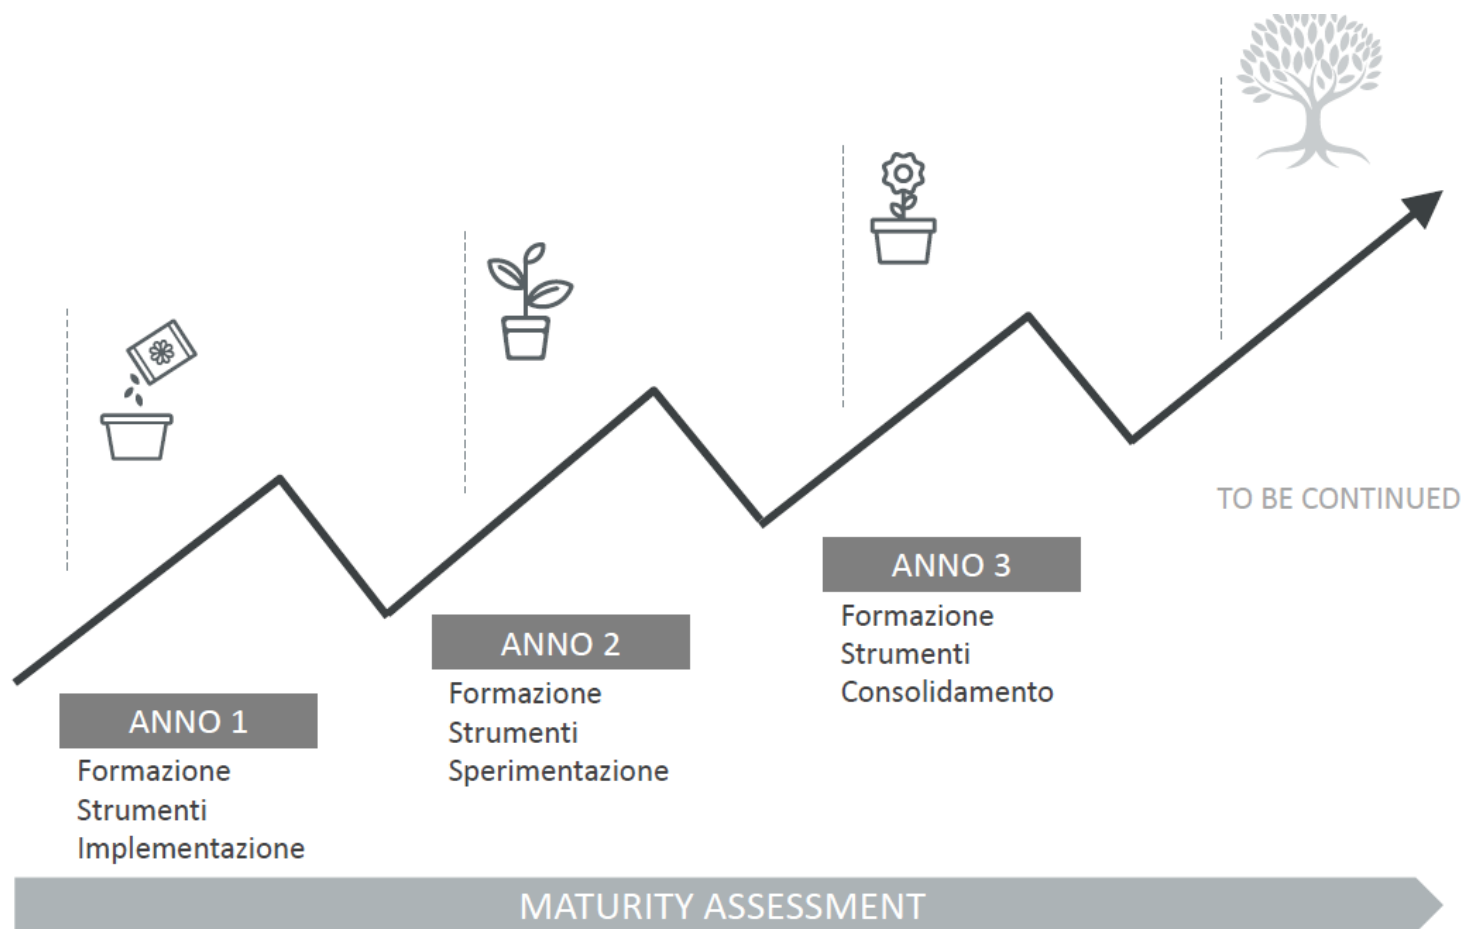 ANNO 1
Formazione
Strumenti
Implementazione
ANNO 2
Formazione
Strumenti
Sperimentazione
ANNO 3
Formazione
Strumenti
Consolidamento
TO BE CONTINUED
MATURITY ASSESSMENT